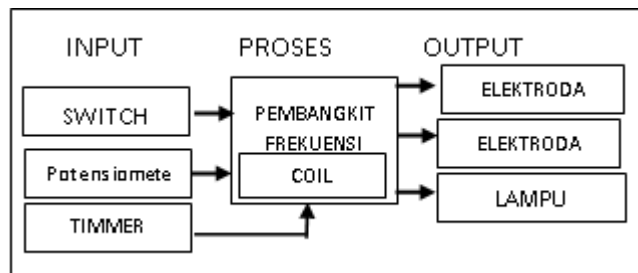 INPUT PROSES OUTPUT
SWITCH
Potensiomete
TIMMER
PEMBANGKIT
FREKUENSI
COIL
ELEKTRODA
ELEKTRODA
LAMPU